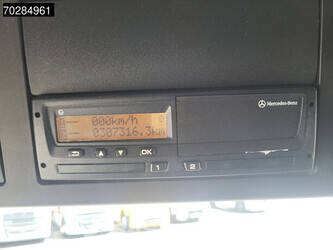 70284961
000km/h
0307316.3km
Mercedes-Benz
OK
1 2